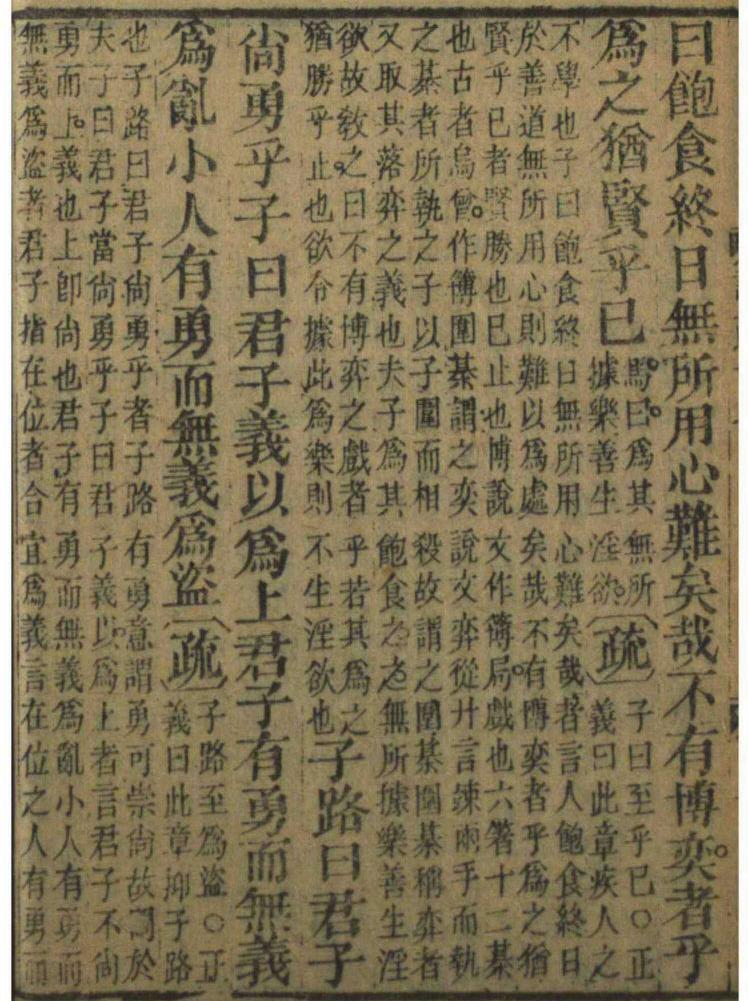 曰飽食終日無所用心難矣哉不有博奕者乎
爲之猶賢乎已馬曰爲其無所據樂善生淫欲疏子曰至乎已○正義曰此章疾人之
不學也子曰飽食終日無所用心難矣哉者言人飽食終日
於善道無所用心則難以爲處矣哉不有博奕者乎爲之猶
賢乎已者賢勝也已止也博說文作簙局戲也六箸十二棊
也古者烏曾作簙圍棊謂之奕說文弈從廾言鍊兩手而執
之棊者所執之子以子圍而相殺故謂之圍棊圍棊稱弈者
又取其落弈之義也夫子爲其飽食之之無所據樂善生淫
欲故敎之曰不有博弈之戲者乎若其爲之
猶勝乎止也欲令據此爲樂則不生淫欲也子路曰君子
尚勇乎子曰君子義以爲上君子有勇而無義
爲亂小人有勇而無義爲盜疏子路至爲盜○正義曰此章抑子路
也子路曰君子尚勇乎者子路有勇意謂勇可崇尚故問於
夫子曰君子當尚勇乎子曰君子義以爲上者言君子不尚
勇而上義也上卽尚也君子有勇而無義爲亂小人有勇而
無義爲盜者君子指在位者合宜爲義言在位之人有勇而